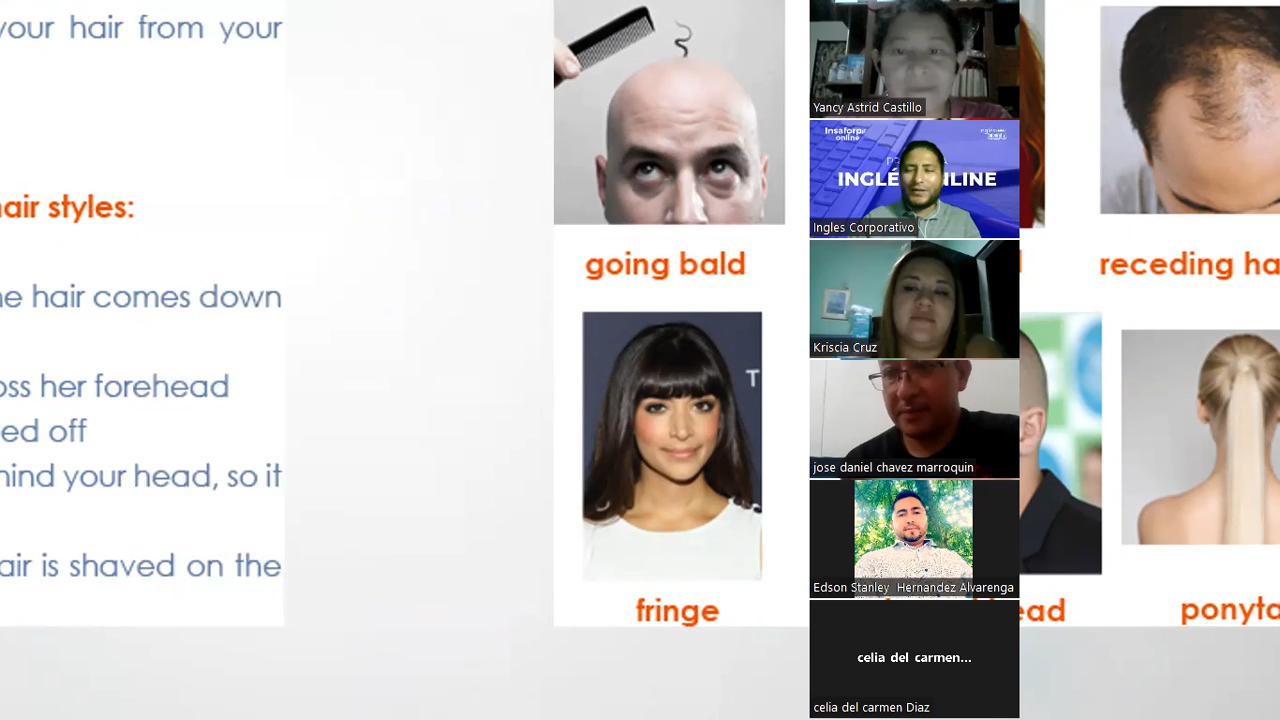 your hair from your
hair styles:
he hair comes down
oss her forehead
ed off
hind your head, so it
air is shaved on the
going bald
receding ha
fringe
ead
ponyta
T
Yancy Astrid Castillo
Insaforp
online
INGLÉ NLINE
Ingles Corporativo
Kriscia Cruz
jose daniel chavez marroquin
Edson Stanley Hernandez Alvarenga
celia del carmen...
celia del carmen Diaz